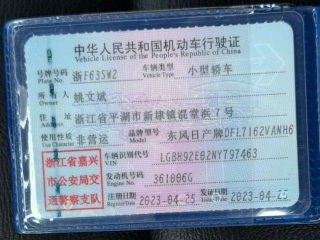 中华人民共和国机动车行驶证
Vehicle License of the People's Republic of China
号牌号码 浙F63SW2 车辆类型 小型轿车
Plate No. Vehicle Type
所有人 姚文斌
Owner
住址 浙江省平湖市新埭镇泥堂浜7号
Address
使用性质 非营运 品牌型号 东风日产牌DFL7162VANH6
Use Character Model
浙江省嘉兴
市公安局交
通警察支队
车辆识别代号 LGBH92E02NY797463
VIN
发动机号码
Engine No. 361086G
注册日期 2023-04-25 发证日期 2023-04-25
Register Date Issue Date